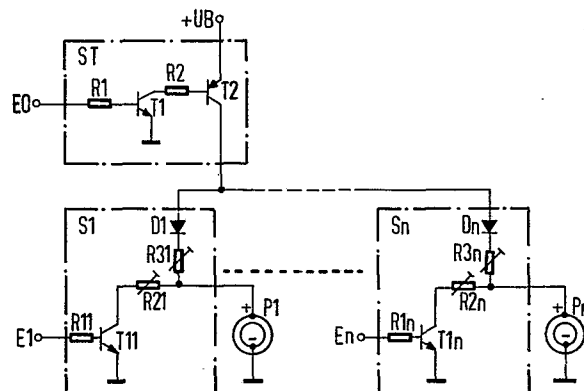 +UB
ST
R1
R2
T1
T2
E0
S1
D1
R31
R21
P1
+
-
R11
E1
T11
Sn
Dn
R3n
R2n
Pn
+
-
R1n
En
T1n